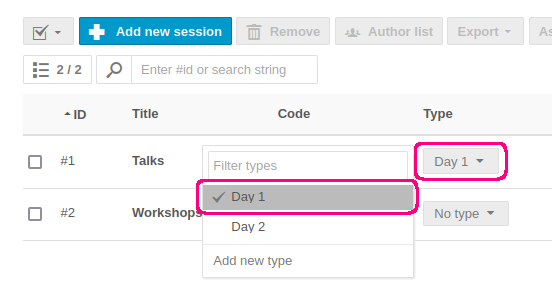 Add new session Remove Author list Export As
2 / 2 Enter #id or search string
ID Title Code Type
#1 Talks Filter types Day 1
Day 1
#2 Workshops No type
Day 2
Add new type